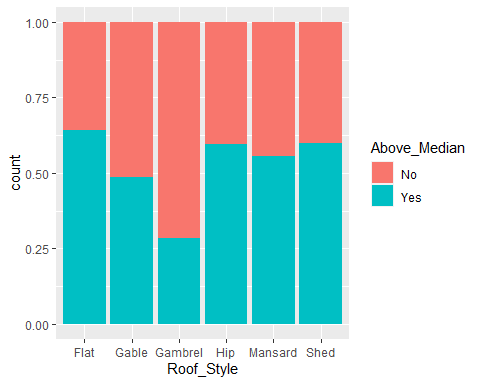 1.00
0.75
0.50
0.25
0.00
count
Flat Gable Gambrel Hip Mansard Shed
Roof_Style
Above_Median
No
Yes